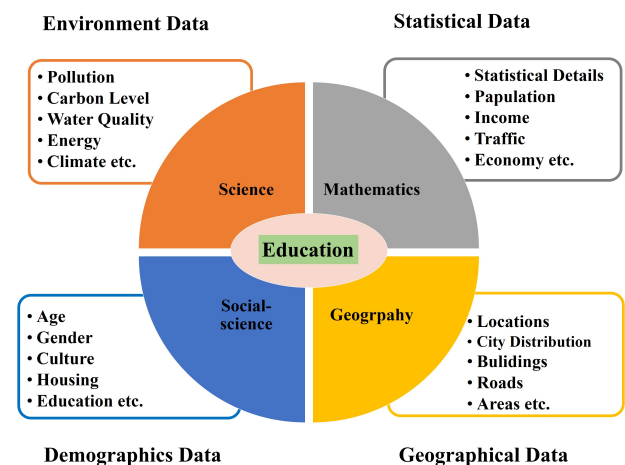 Environment Data
Statistical Data
• Pollution
• Carbon Level
• Water Quality
• Energy
• Climate etc.
• Statistical Details
• Papulation
• Income
• Traffic
• Economy etc.
Science
Mathematics
Education
Social-
science
Geogrpahy
• Age
• Gender
• Culture
• Housing
• Education etc.
• Locations
• City Distribution
• Bulidings
• Roads
• Areas etc.
Demographics Data
Geographical Data